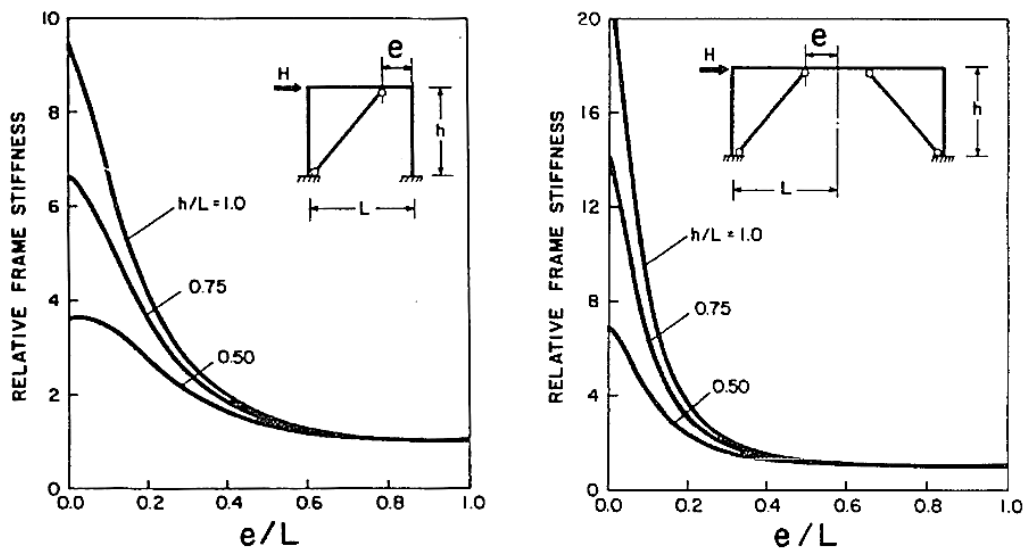 RELATIVE FRAME STIFFNESS
10
8
6
4
2
0
0.0
0.2
0.4
0.6
0.8
1.0
e/L
h/L = 1.0
0.75
0.50
H
e
h
L
RELATIVE FRAME STIFFNESS
20
16
12
8
4
0
0.0
0.2
0.4
0.6
0.8
1.0
e/L
h/L = 1.0
0.75
0.50
H
e
h
L